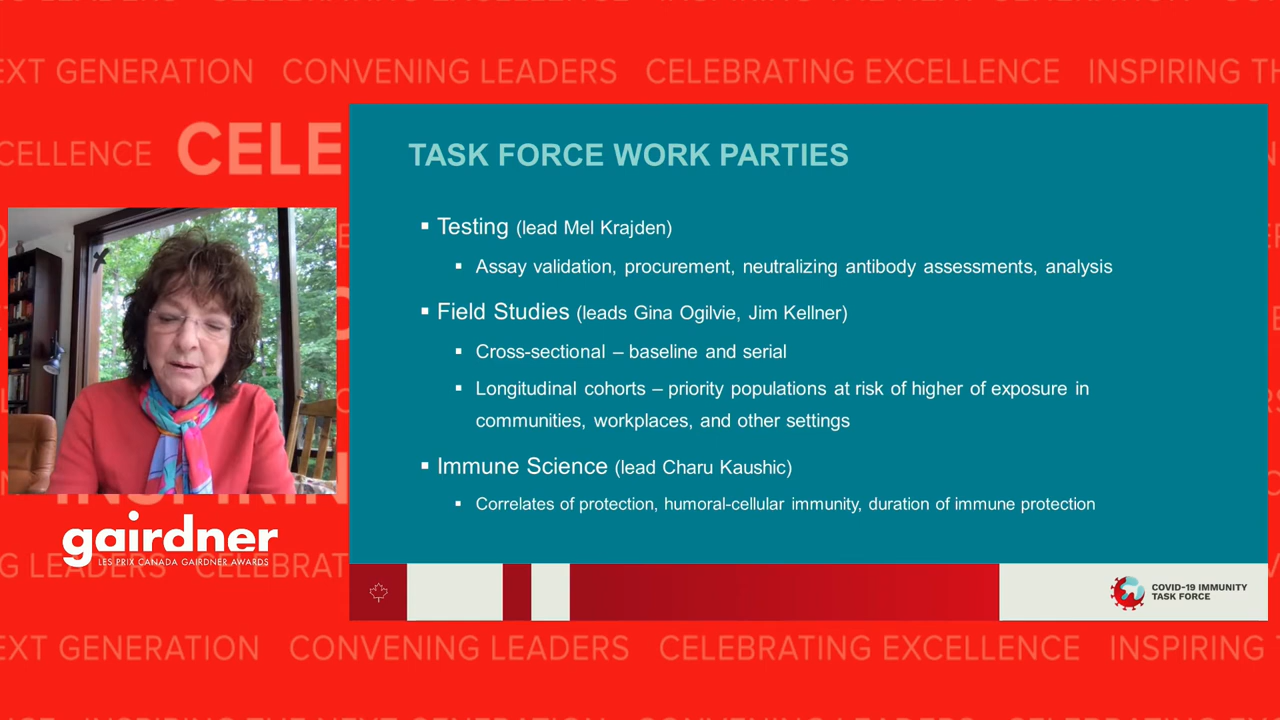 EXT GENERATION CONVENING LEADERS CELEBRATING EXCELLENCE INSPIRING TH
CELLENCE CELE
TASK FORCE WORK PARTIES
▪ Testing (lead Mel Krajden)
▪ Assay validation, procurement, neutralizing antibody assessments, analysis
▪ Field Studies (leads Gina Ogilvie, Jim Kellner)
▪ Cross-sectional – baseline and serial
▪ Longitudinal cohorts – priority populations at risk of higher of exposure in
communities, workplaces, and other settings
▪ Immune Science (lead Charu Kaushic)
▪ Correlates of protection, humoral-cellular immunity, duration of immune protection
gairdner
LES PRIX CANADA GAIRDNER AWARDS
G LEADERS CELEBRAT
COVID-19 IMMUNITY
TASK FORCE
EXT GENERATION CONVENING LEADERS CELEBRATING EXCELLENCE INSPIRING